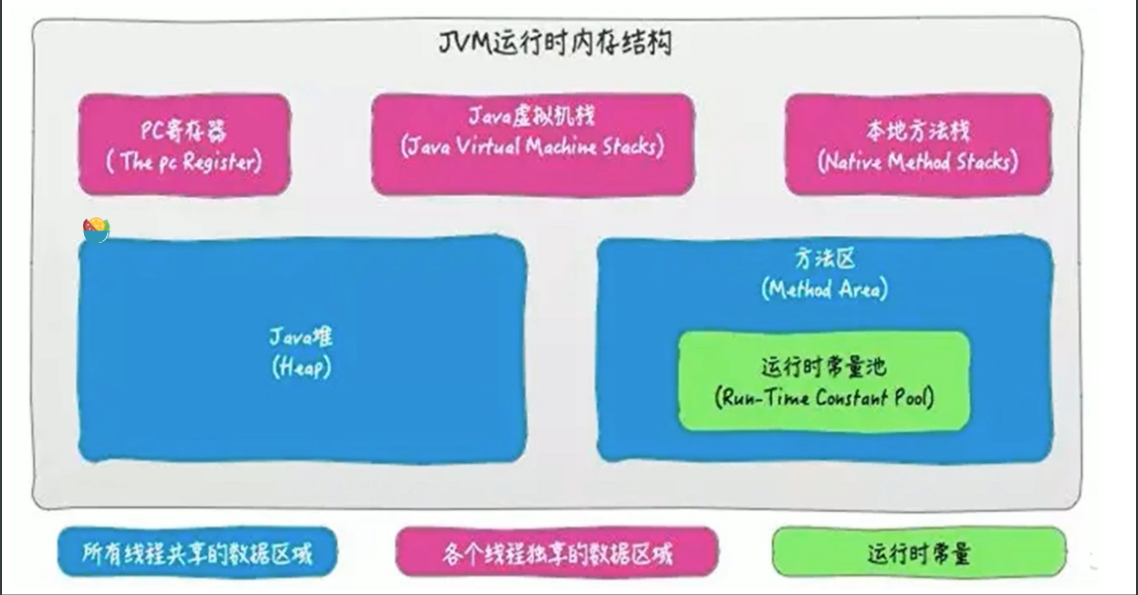 JVM运行时内存结构
PC寄存器
( The pc Register)
Java虚拟机栈
(Java Virtual Machine Stacks)
本地方法栈
(Native Method Stacks)
Java堆
(Heap)
方法区
(Method Area)
运行时常量池
(Run-Time Constant Pool)
所有线程共享的数据区域
各个线程独享的数据区域
运行时常量